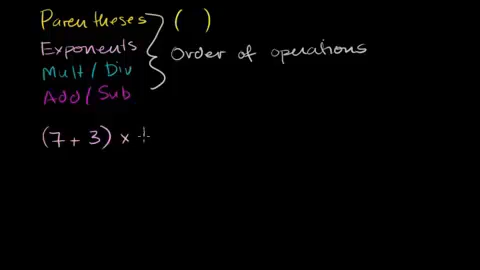 Parentheses ( )
Exponents
Order of operations
Mult / Div
Add / Sub
(7 + 3) ×